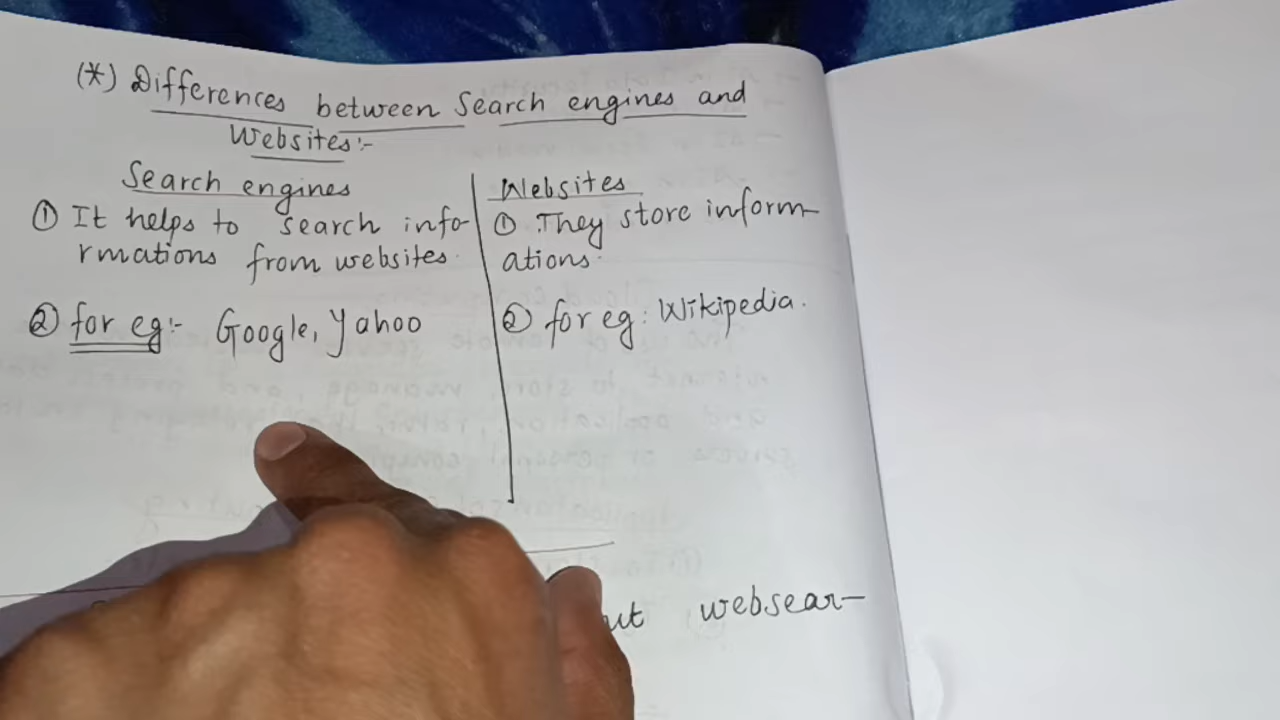 (*) Differences between Search engines and
Websites:-
Search engines
① It helps to search info-
rmations from websites.
② for eg:- Google, Yahoo
Websites
① They store inform-
ations.
② for eg: Wikipedia.
websear-